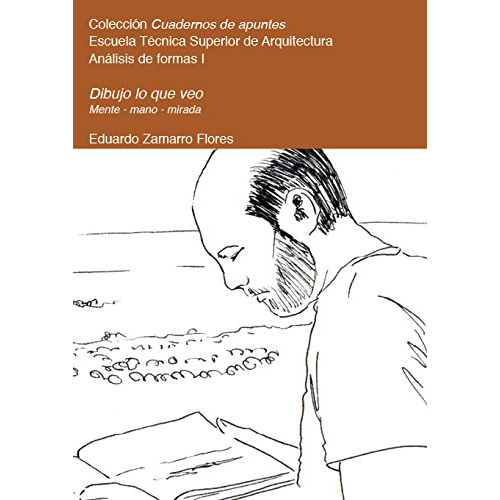 Colección Cuadernos de apuntes
Escuela Técnica Superior de Arquitectura
Análisis de formas I
Dibujo lo que veo
Mente - mano - mirada
Eduardo Zamarro Flores